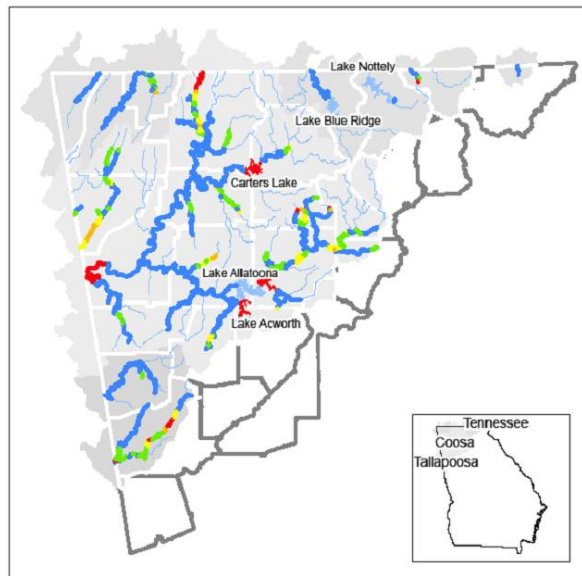 Lake Nottely
Lake Blue Ridge
Carters Lake
Lake Allatoona
Lake Acworth
Tennessee
Coosa
Tallapoosa